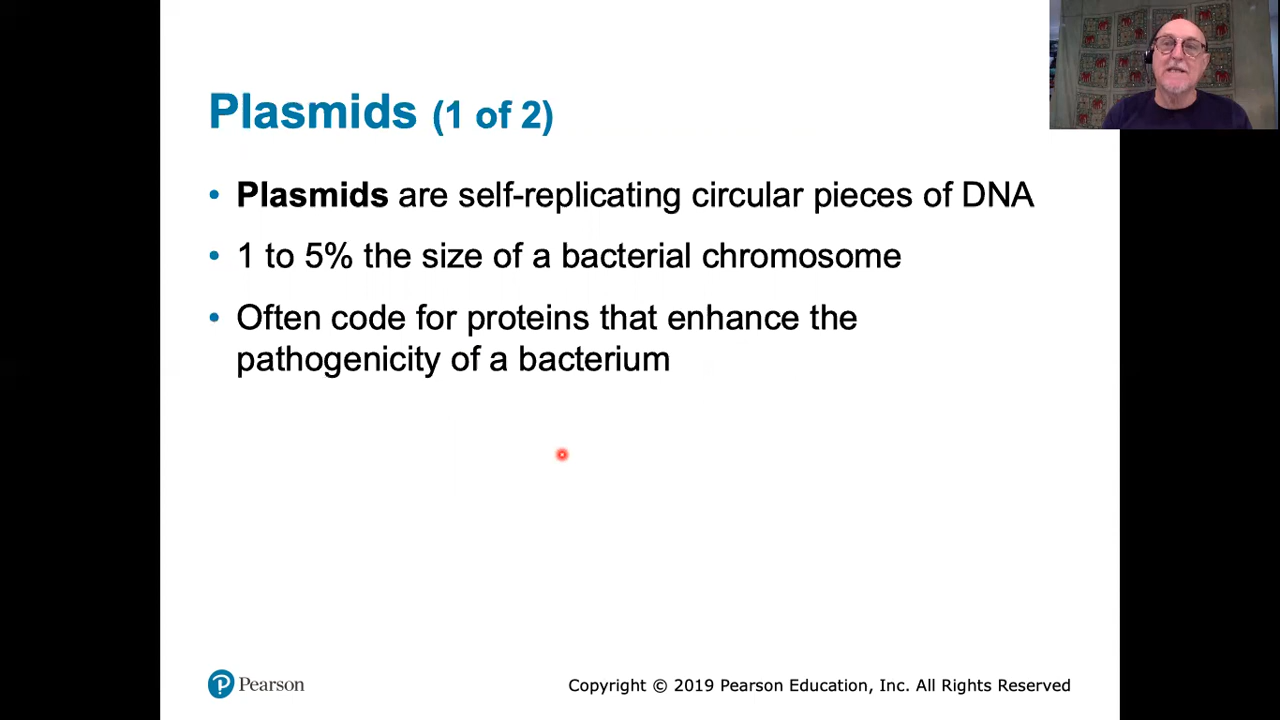 Plasmids (1 of 2)
• Plasmids are self-replicating circular pieces of DNA
• 1 to 5% the size of a bacterial chromosome
• Often code for proteins that enhance the
pathogenicity of a bacterium
P Pearson
Copyright © 2019 Pearson Education, Inc. All Rights Reserved